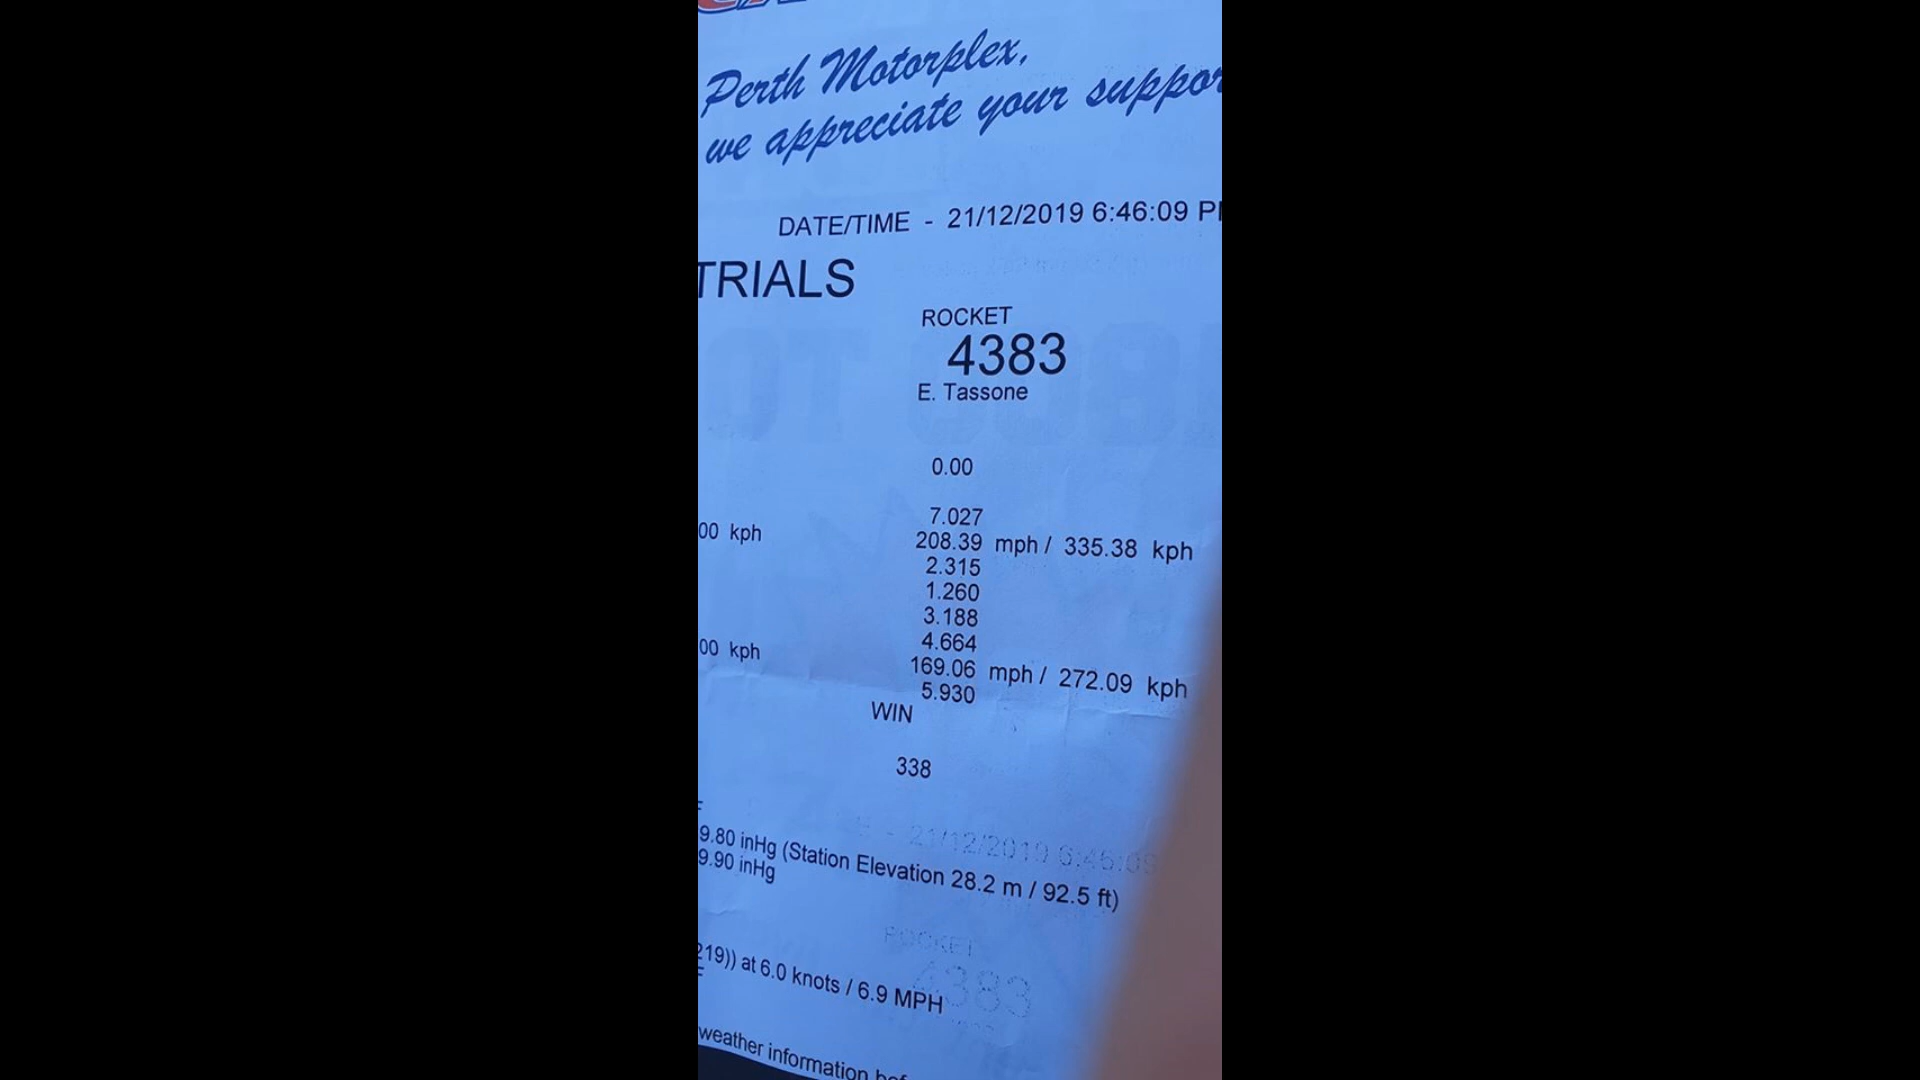 Perth Motorplex,
we appreciate your
DATE/TIME - 21/12/2019 6:46:09
TRIALS
ROCKET
4383
E. Tassone
0.00
7.027
00 kph 208.39 mph / 335.38 kph
2.315
1.260
3.188
4.664
00 kph 169.06 mph / 272.09 kph
5.930
WIN
338
9.80 inHg (Station Elevation 28.2 m / 92.5 ft)
9.90 inHg
219)) at 6.0 knots / 6.9 MPH
weather information